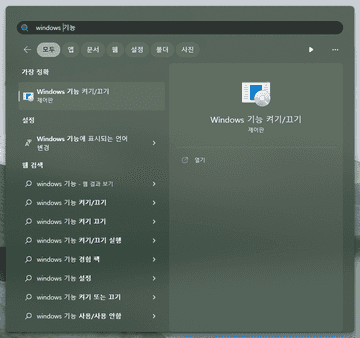 windows 기능
모두 앱 문서 웹 설정 폴더 사진
가장 정확
Windows 기능 켜기/끄기
제어판
설정
Windows 기능에 표시되는 언어
변경
웹 검색
windows 기능 - 웹 결과 보기
windows 기능 켜기/끄기
windows 기능 켜기 끄기
windows 기능 켜기/끄기 실행
windows 기능 경험 팩
windows 기능 설정
windows 기능 켜기 또는 끄기
windows 기능 사용/사용 안함
Windows 기능 켜기/끄기
제어판
열기